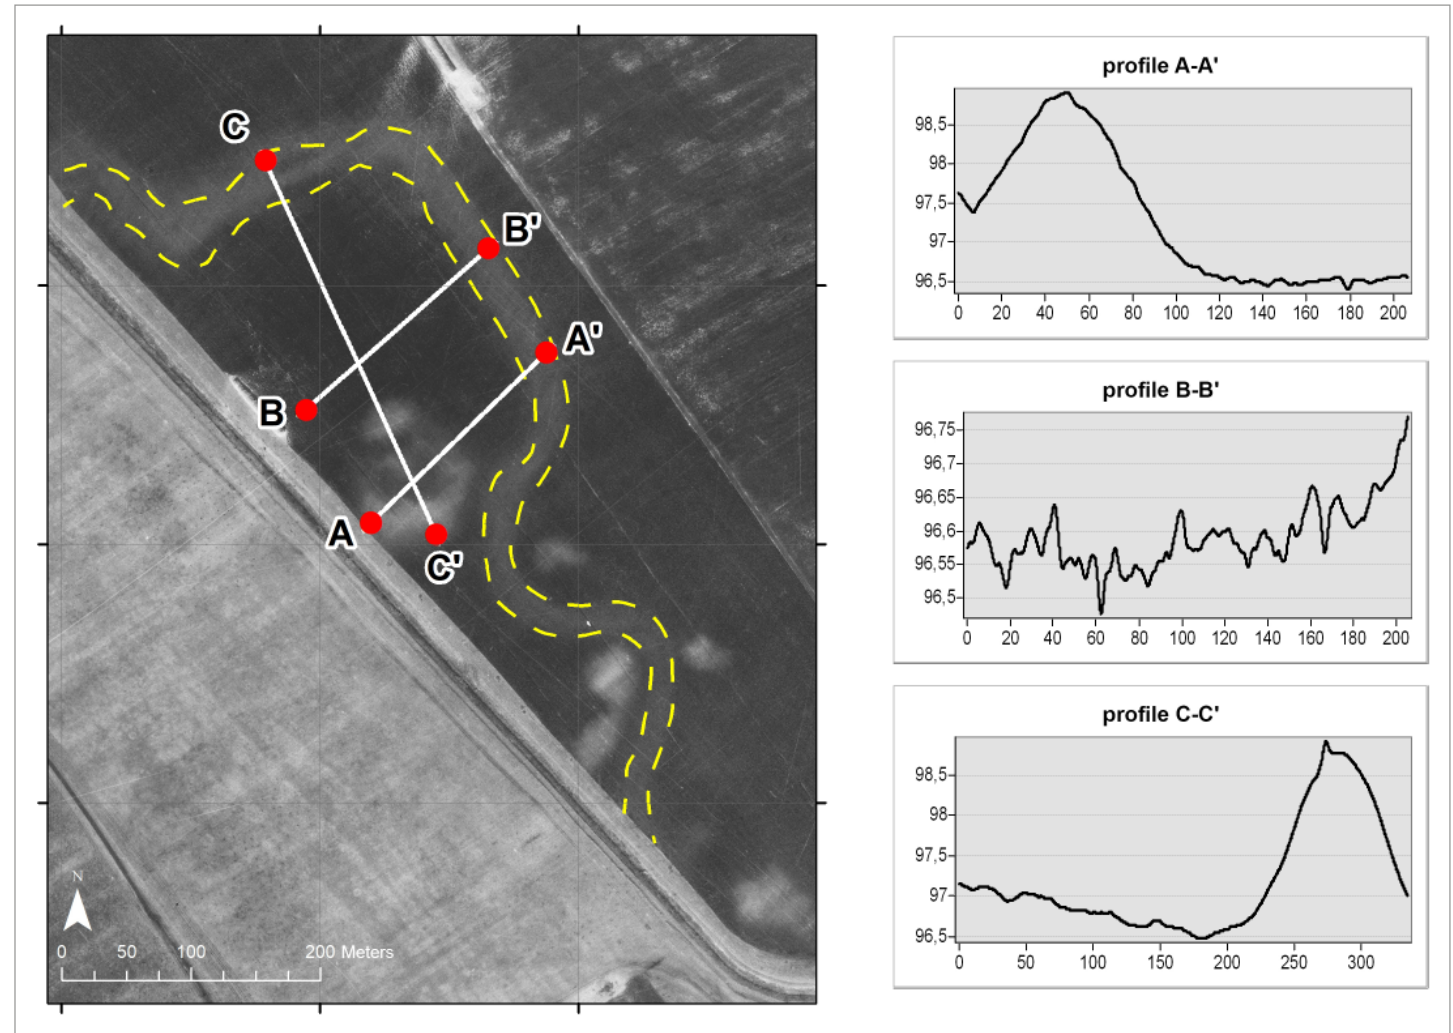 C
B'
A'
B
A
C'
N
0 50 100 200 Meters
profile A-A'
98,5
98
97,5
97
96,5
0 20 40 60 80 100 120 140 160 180 200
profile B-B'
96,75
96,7
96,65
96,6
96,55
96,5
0 20 40 60 80 100 120 140 160 180 200
profile C-C'
98,5
98
97,5
97
96,5
0 50 100 150 200 250 300